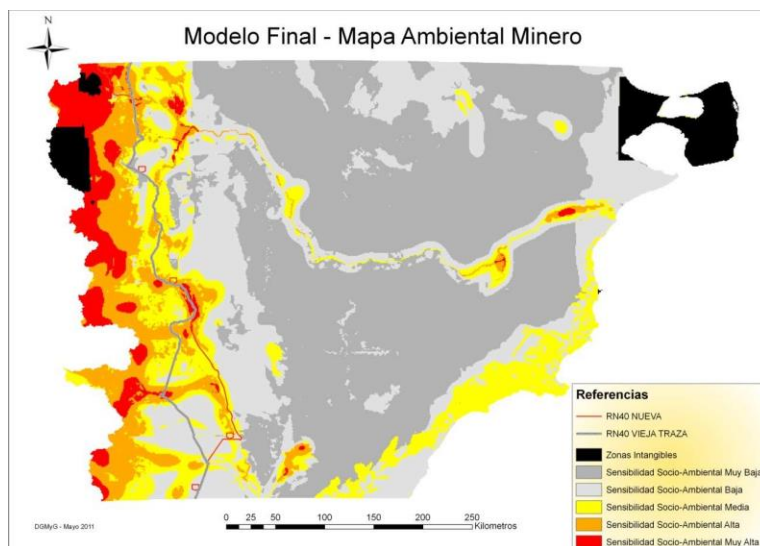 N
Modelo Final - Mapa Ambiental Minero
Referencias
RN40 NUEVA
RN40 VIEJA TRAZA
Zonas Intangibles
Sensibilidad Socio-Ambiental Muy Baja
Sensibilidad Socio-Ambiental Baja
Sensibilidad Socio-Ambiental Media
Sensibilidad Socio-Ambiental Alta
Sensibilidad Socio-Ambiental Muy Alta
DGMyG - Mayo 2011
0 25 50 100 150 200 250
Kilometros